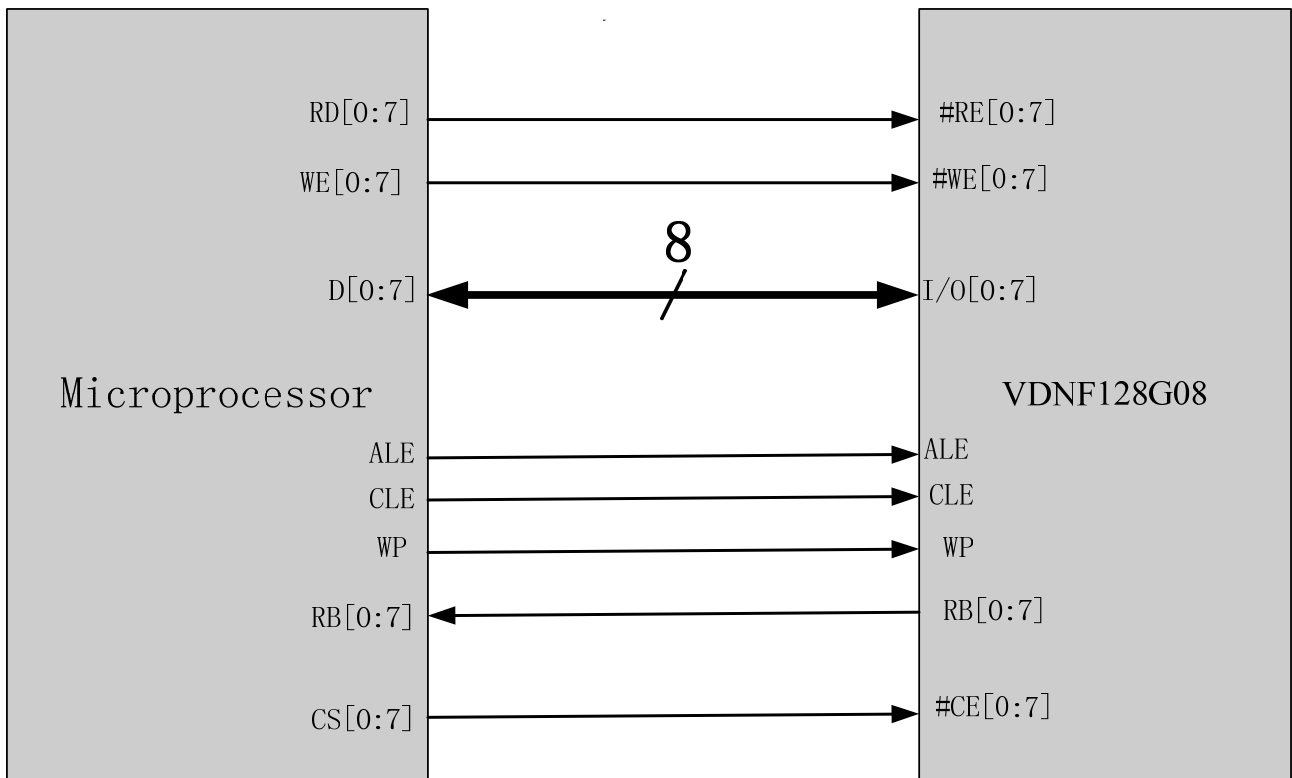 RD[0:7] #RE[0:7]
WE[0:7] #WE[0:7]
8
D[0:7] I/O[0:7]
Microprocessor VDNF128G08
ALE ALE
CLE CLE
WP WP
RB[0:7] RB[0:7]
CS[0:7] #CE[0:7]